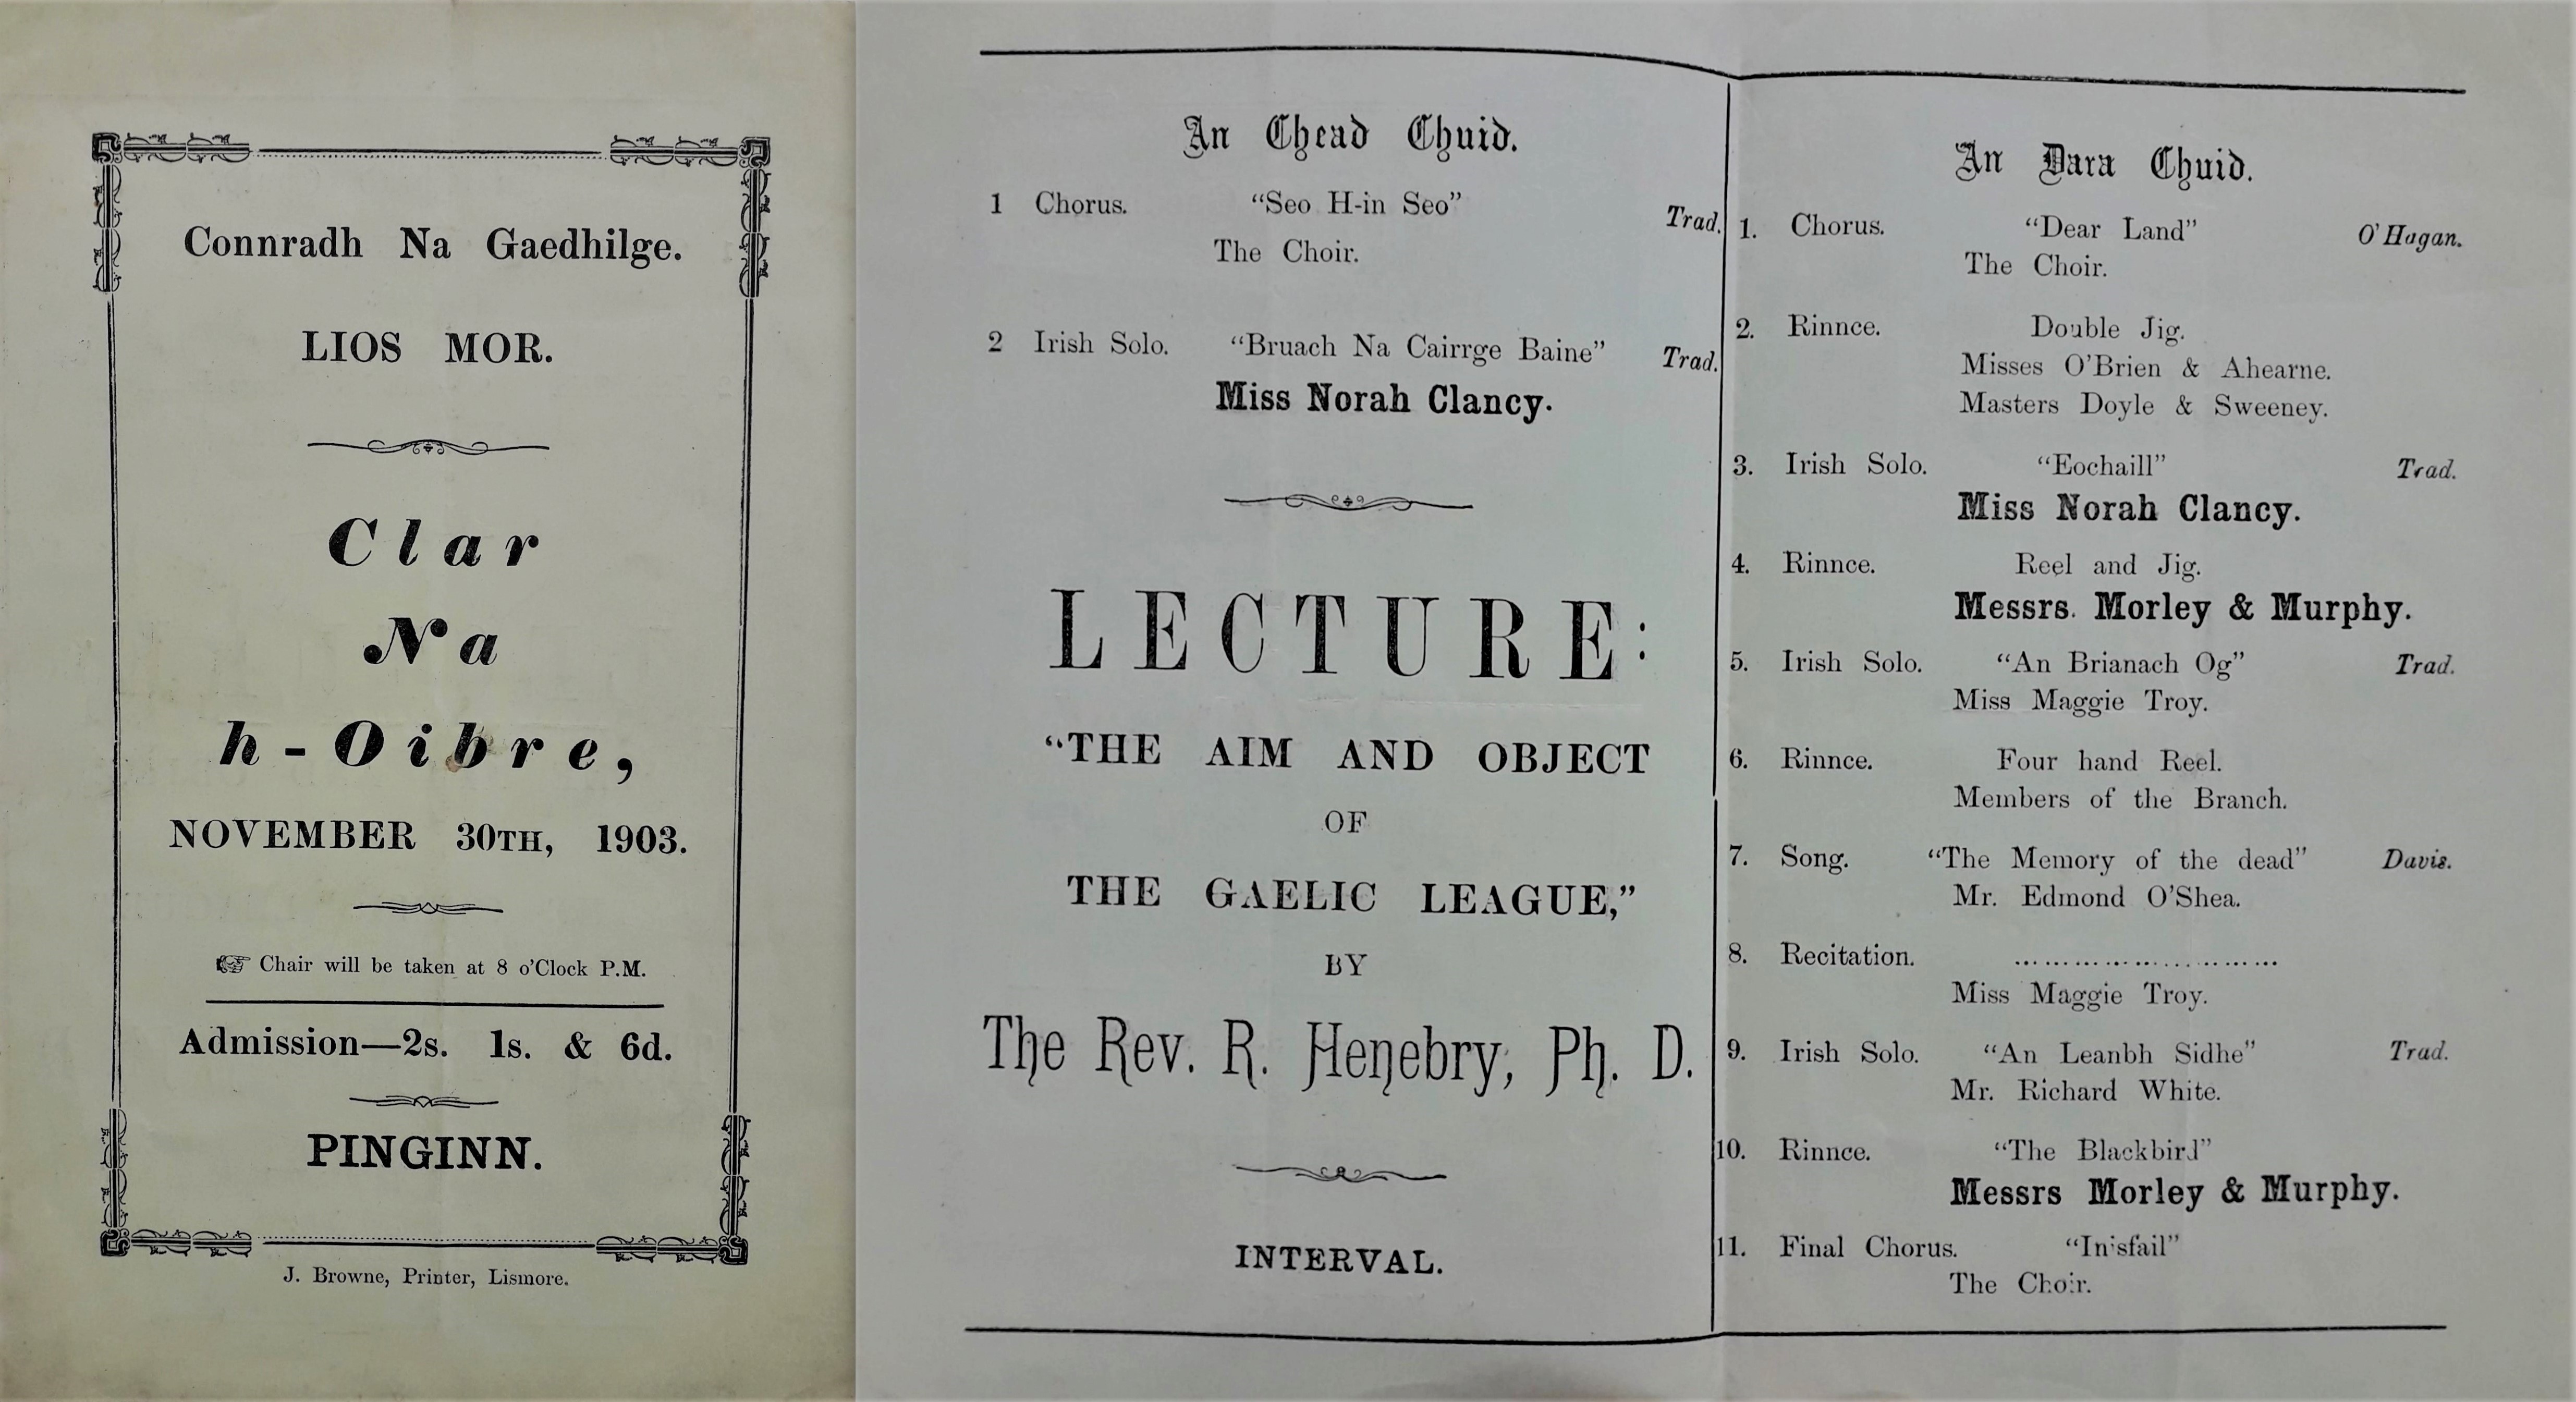 Connradh Na Gaedhilge.
LIOS MOR.
Clar
Na
h-Oibre,
NOVEMBER 30TH, 1903.
☞ Chair will be taken at 8 o'Clock P.M.
Admission—2s. 1s. & 6d.
PINGINN.
J. Browne, Printer, Lismore.
An Chead Chuid.
1 Chorus. "Seo H-in Seo" Trad.
The Choir.
2 Irish Solo. "Bruach Na Cairrge Baine" Trad.
Miss Norah Clancy.
LECTURE:
"THE AIM AND OBJECT
OF
THE GAELIC LEAGUE,"
BY
The Rev. R. Henebry, Ph. D.
INTERVAL.
An Dara Chuid.
1. Chorus. "Dear Land" O'Hagan.
The Choir.
2. Rinnce. Double Jig.
Misses O'Brien & Ahearne.
Masters Doyle & Sweeney.
3. Irish Solo. "Eochaill" Trad.
Miss Norah Clancy.
4. Rinnce. Reel and Jig.
Messrs. Morley & Murphy.
5. Irish Solo. "An Brianach Og" Trad.
Miss Maggie Troy.
6. Rinnce. Four hand Reel.
Members of the Branch.
7. Song. "The Memory of the dead" Davis.
Mr. Edmond O'Shea.
8. Recitation. ..............................
Miss Maggie Troy.
9. Irish Solo. "An Leanbh Sidhe" Trad.
Mr. Richard White.
10. Rinnce. "The Blackbird"
Messrs Morley & Murphy.
11. Final Chorus. "Inisfail"
The Choir.